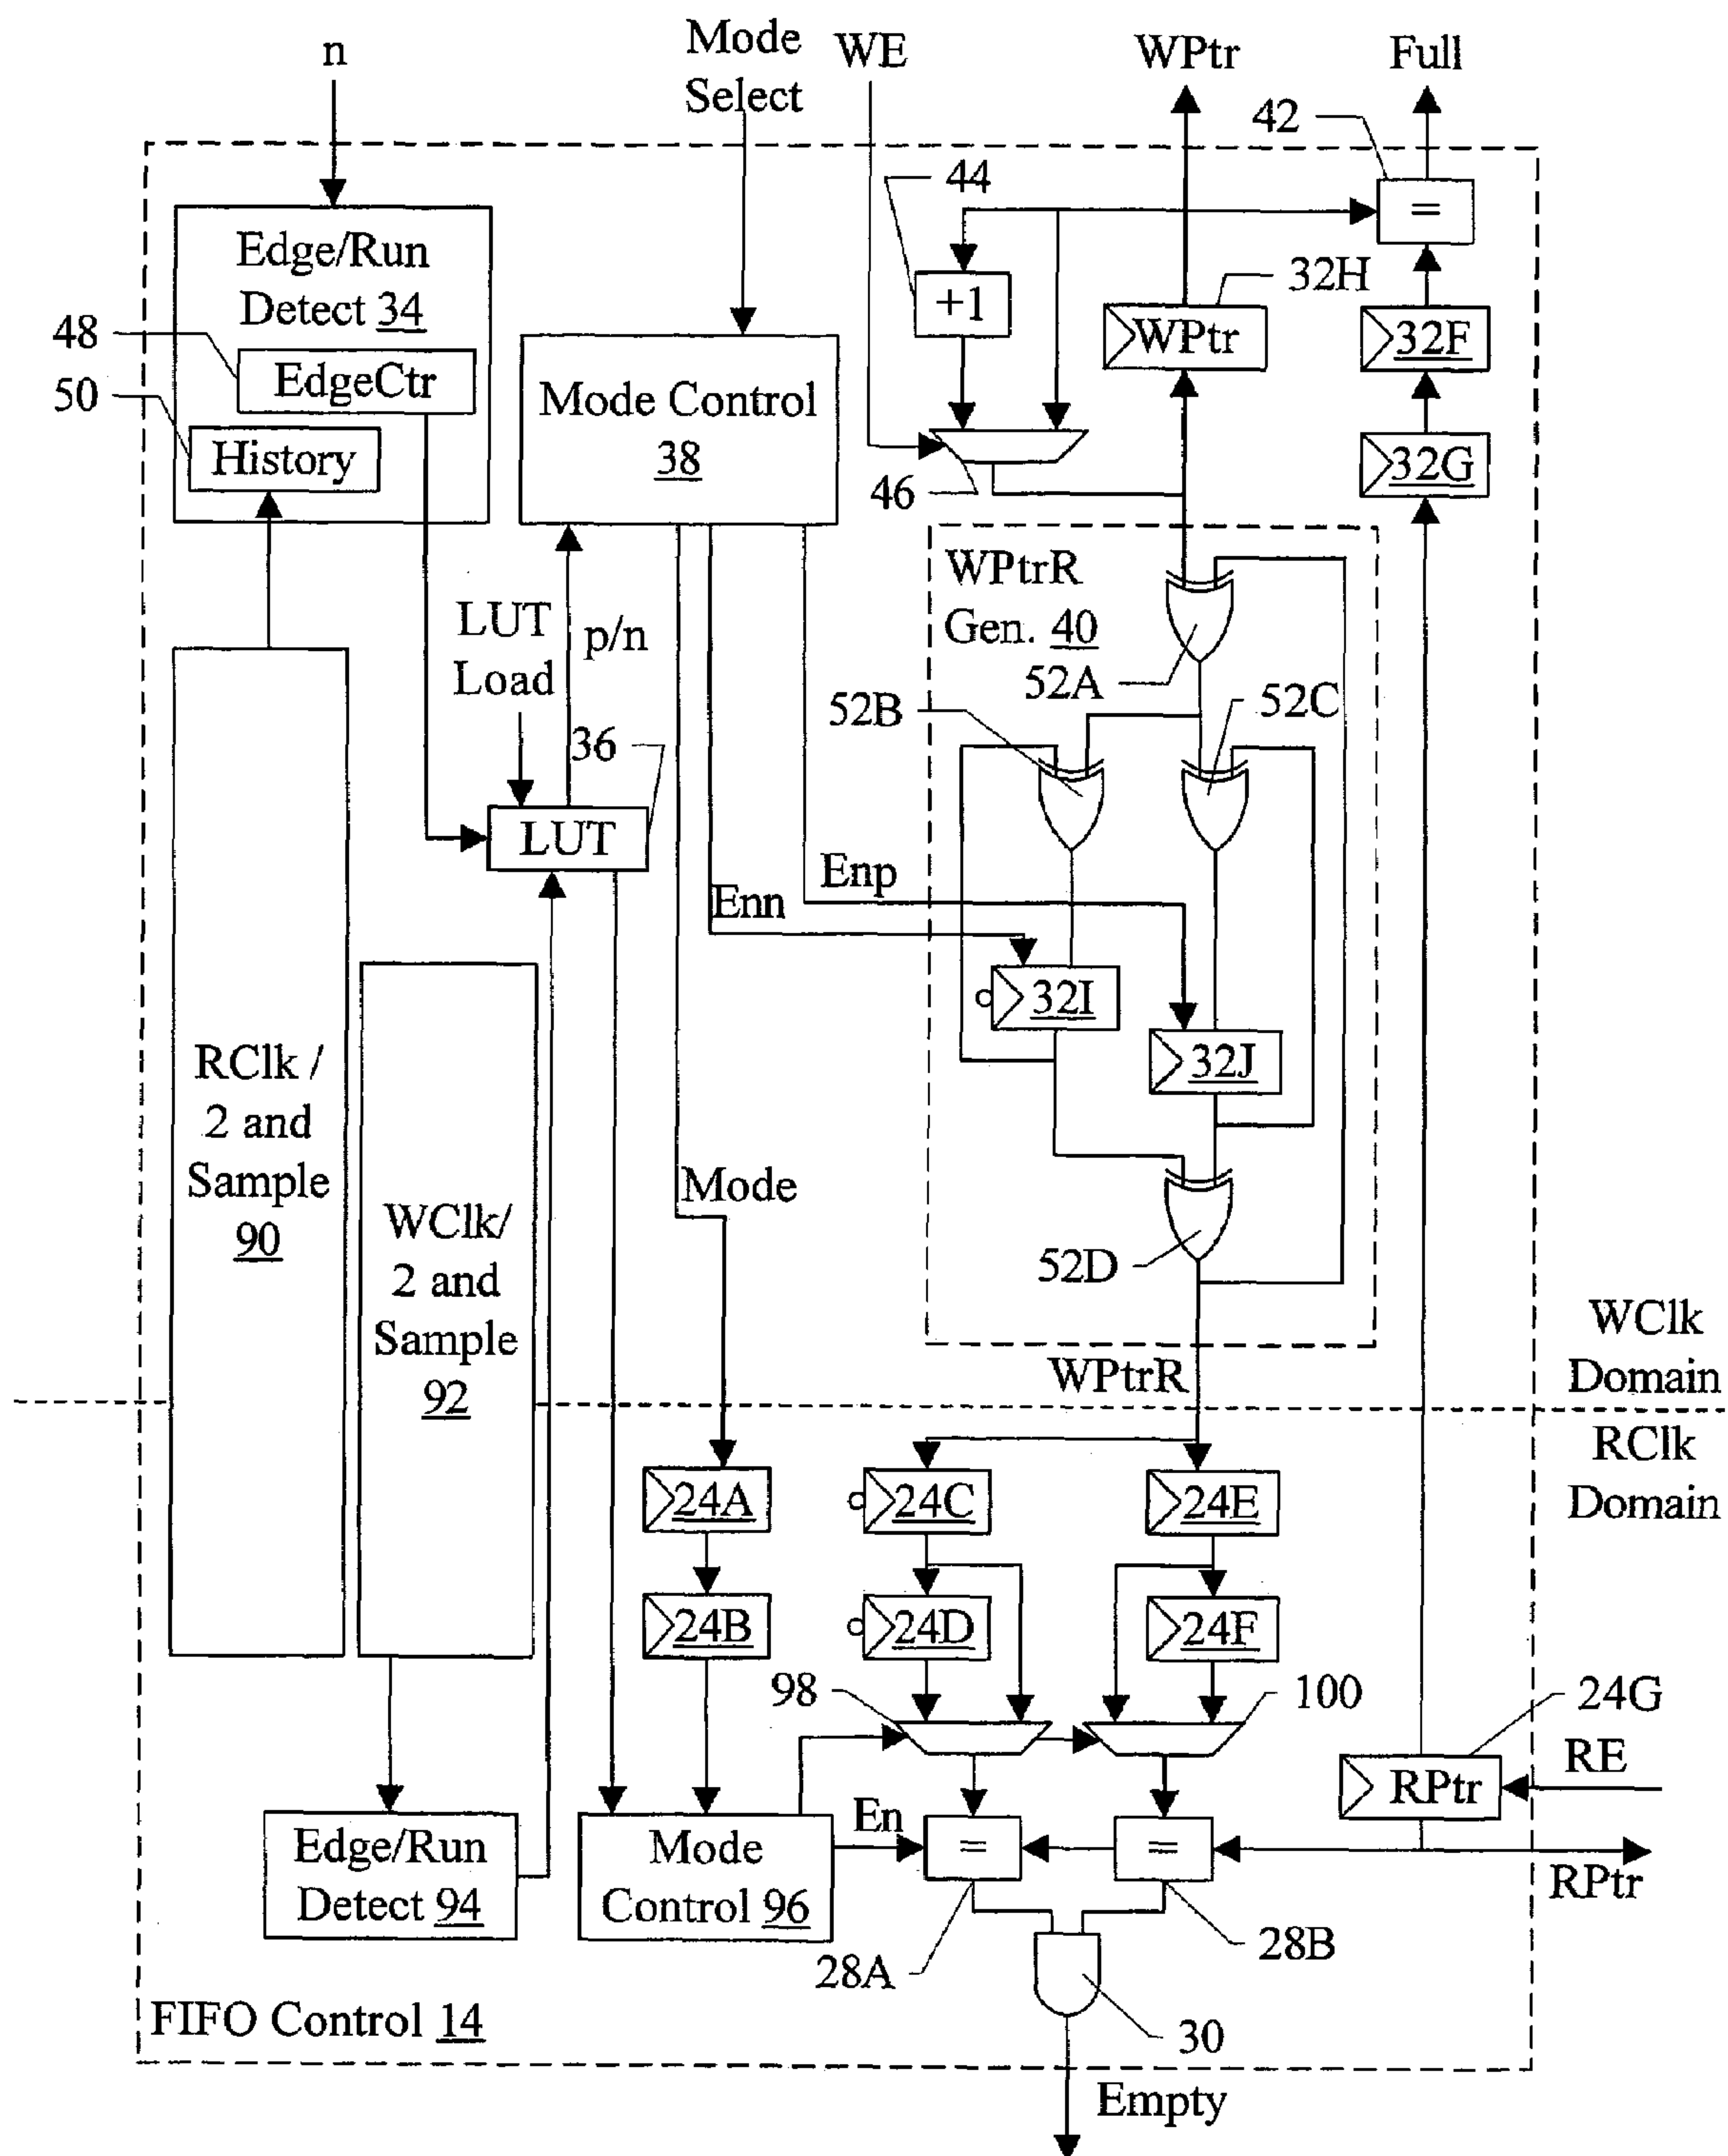 n
Mode
Select
WE
WPtr
Full
42
44
=
Edge/Run
Detect 34
+1
32H
WPtr
32F
48
EdgeCtr
50
History
Mode Control
38
46
32G
WPtrR
Gen. 40
LUT
Load
p/n
52A
52B
52C
36
LUT
Enp
Enn
32I
32J
RClk /
2 and
Sample
90
WClk/
2 and
Sample
92
Mode
52D
WPtrR
WClk
Domain
RClk
Domain
24A
24C
24E
24B
24D
24F
98
100
24G
RPtr
RE
Edge/Run
Detect 94
Mode
Control 96
En
=
=
RPtr
28A
28B
30
FIFO Control 14
Empty